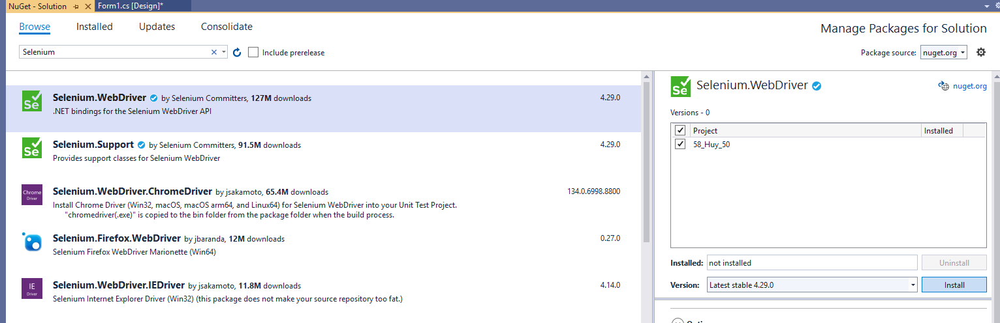 NuGet - Solution
Form1.cs [Design]*
Browse Installed Updates Consolidate
Manage Packages for Solution
Selenium
Include prerelease
Package source: nuget.org
Selenium.WebDriver by Selenium Committers, 127M downloads 4.29.0
.NET bindings for the Selenium WebDriver API
Selenium.Support by Selenium Committers, 91.5M downloads 4.29.0
Provides support classes for Selenium WebDriver
Chrome Driver
Selenium.WebDriver.ChromeDriver by jsakamoto, 65.4M downloads 134.0.6998.8800
Install Chrome Driver (Win32, macOS, macOS arm64, and Linux64) for Selenium WebDriver into your Unit Test Project.
"chromedriver(.exe)" is copied to the bin folder from the package folder when the build process.
Selenium.Firefox.WebDriver by jbaranda, 12M downloads 0.27.0
Selenium Firefox WebDriver Marionette (Win64)
IE Driver
Selenium.WebDriver.IEDriver by jsakamoto, 11.8M downloads 4.14.0
Selenium Internet Explorer Driver (Win32) (this package does not make your source repository too fat.)
Se
Se
Se
Selenium.WebDriver
nuget.org
Versions - 0
Project Installed
58_Huy_50
Installed: not installed Uninstall
Version: Latest stable 4.29.0 Install